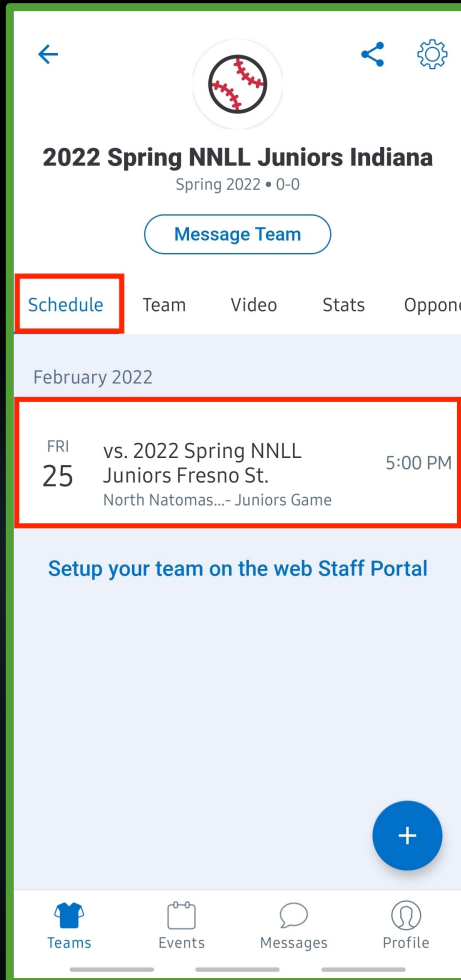 2022 Spring NNLL Juniors Indiana
Spring 2022 • 0-0
Message Team
Schedule Team Video Stats Oppon
February 2022
FRI
25
vs. 2022 Spring NNLL
Juniors Fresno St.
North Natomas...- Juniors Game
5:00 PM
Setup your team on the web Staff Portal
+
Teams Events Messages Profile